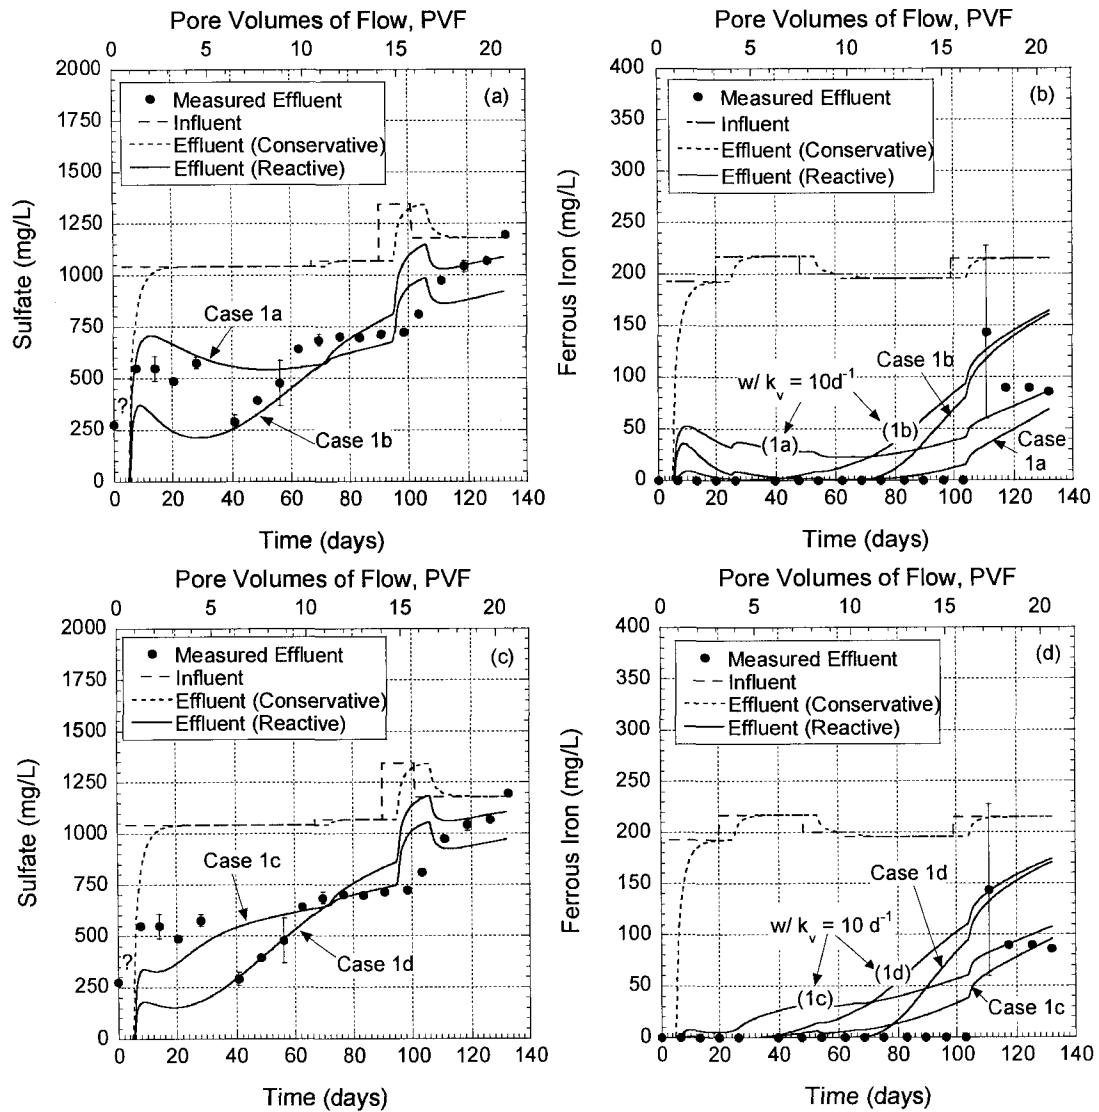 Pore Volumes of Flow, PVF
0 5 10 15 20
Sulfate (mg/L)
2000
1750
1500
1250
1000
750
500
250
0
(a)
Measured Effluent
Influent
Effluent (Conservative)
Effluent (Reactive)
Case 1a
Case 1b
?
0 20 40 60 80 100 120 140
Time (days)
Pore Volumes of Flow, PVF
0 5 10 15 20
Ferrous Iron (mg/L)
400
350
300
250
200
150
100
50
0
(b)
Measured Effluent
Influent
Effluent (Conservative)
Effluent (Reactive)
Case 1b
w/ kv = 10d-1
(1a)
(1b)
Case
1a
0 20 40 60 80 100 120 140
Time (days)
Pore Volumes of Flow, PVF
0 5 10 15 20
Sulfate (mg/L)
2000
1750
1500
1250
1000
750
500
250
0
(c)
Measured Effluent
Influent
Effluent (Conservative)
Effluent (Reactive)
Case 1c
Case 1d
?
0 20 40 60 80 100 120 140
Time (days)
Pore Volumes of Flow, PVF
0 5 10 15 20
Ferrous Iron (mg/L)
400
350
300
250
200
150
100
50
0
(d)
Measured Effluent
Influent
Effluent (Conservative)
Effluent (Reactive)
Case 1d
w/ kv = 10 d-1
(1d)
(1c)
Case 1c
0 20 40 60 80 100 120 140
Time (days)